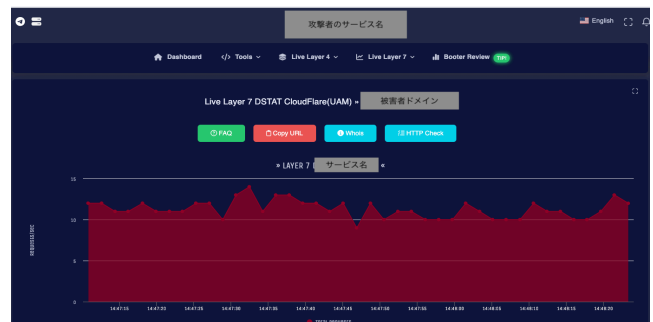 攻撃者のサービス名
English
Dashboard
</> Tools
Live Layer 4
Live Layer 7
Booter Review TIP!
Live Layer 7 DSTAT CloudFlare(UAM) » 被害者ドメイン
FAQ
Copy URL
Whois
HTTP Check
» LAYER 7 サービス名 «
15
10
5
0
14:47:15
14:47:20
14:47:25
14:47:30
14:47:35
14:47:40
14:47:45
14:47:50
14:47:55
14:48:05
14:48:10
14:48:15
14:48:20